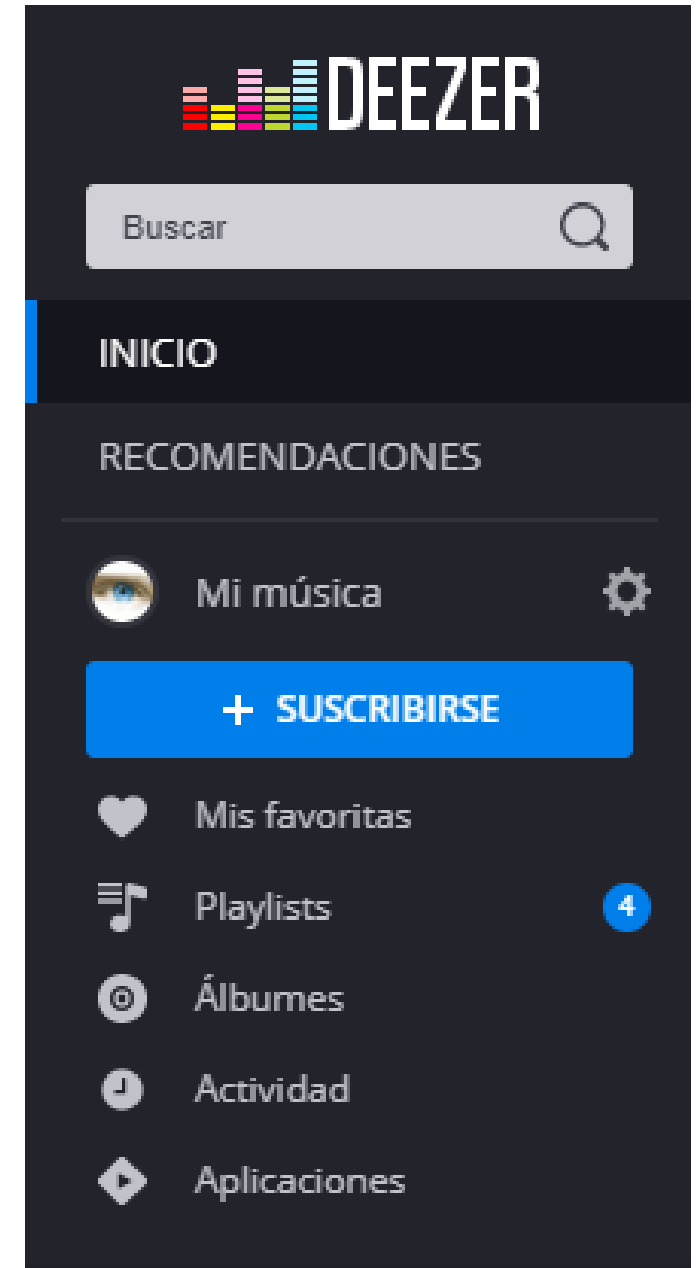 DEEZER
Buscar
INICIO
RECOMENDACIONES
Mi música
+ SUSCRIBIRSE
Mis favoritas
Playlists 4
Álbumes
Actividad
Aplicaciones